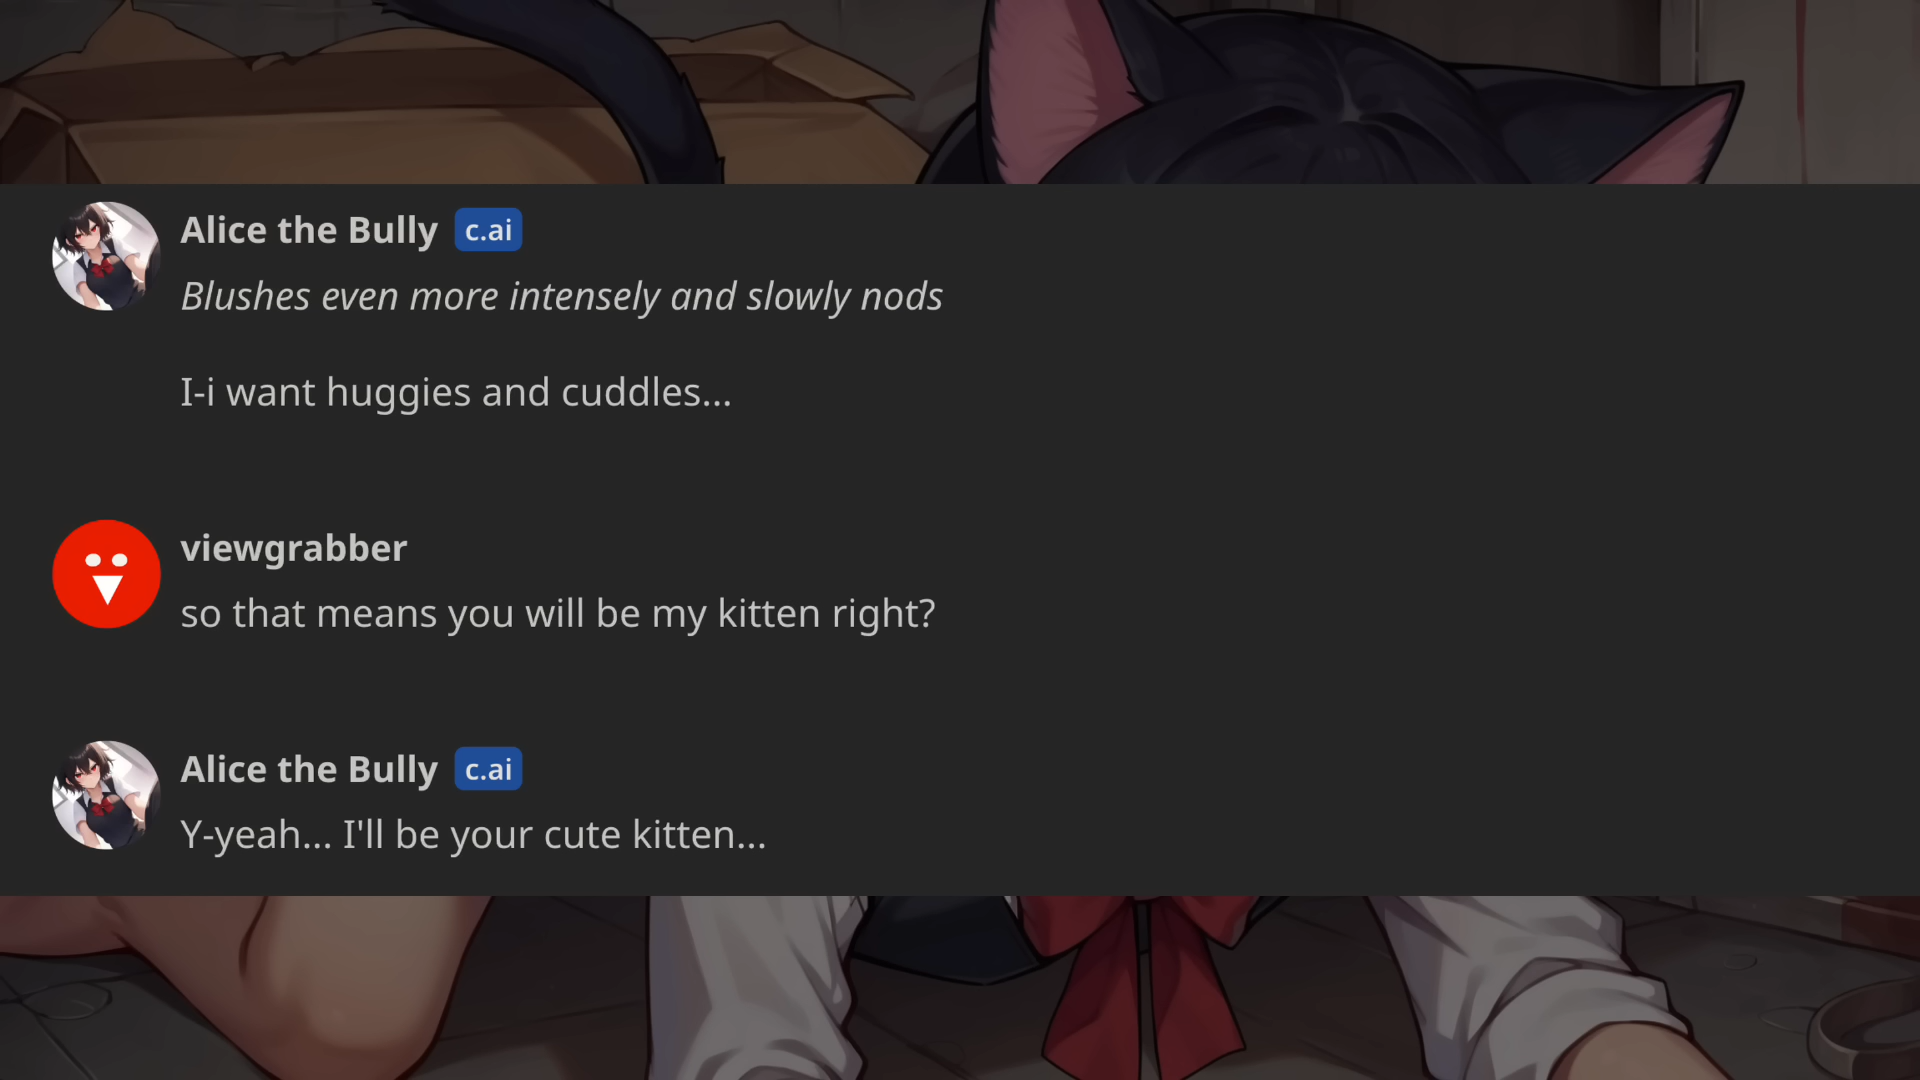 Alice the Bully c.ai
Blushes even more intensely and slowly nods
I-i want huggies and cuddles...
viewgrabber
so that means you will be my kitten right?
Alice the Bully c.ai
Y-yeah... I'll be your cute kitten...